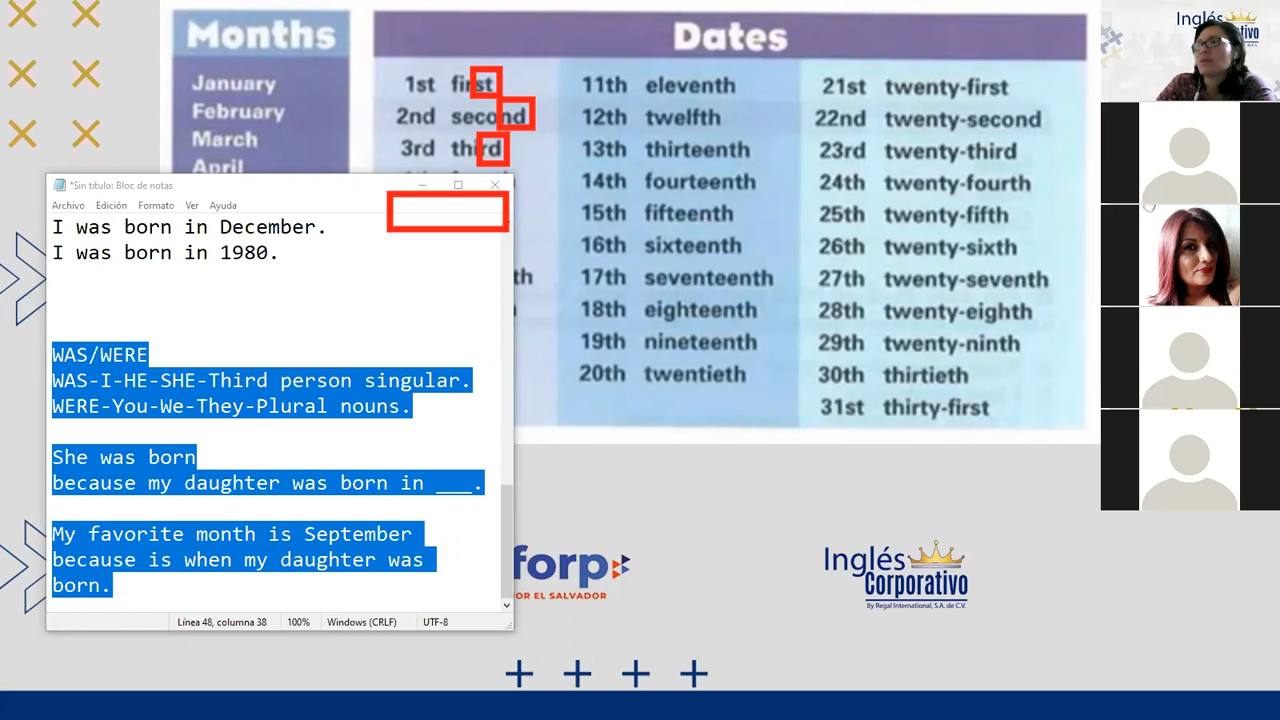 Months
January
February
March
April
Dates
1st first
2nd second
3rd third
th
11th eleventh
12th twelfth
13th thirteenth
14th fourteenth
15th fifteenth
16th sixteenth
17th seventeenth
18th eighteenth
19th nineteenth
20th twentieth
21st twenty-first
22nd twenty-second
23rd twenty-third
24th twenty-fourth
25th twenty-fifth
26th twenty-sixth
27th twenty-seventh
28th twenty-eighth
29th twenty-ninth
30th thirtieth
31st thirty-first
*Sin título: Bloc de notas
Archivo Edición Formato Ver Ayuda
I was born in December.
I was born in 1980.
WAS/WERE
WAS-I-HE-SHE-Third person singular.
WERE-You-We-They-Plural nouns.
She was born
because my daughter was born in ___.
My favorite month is September
because is when my daughter was
born.
Línea 48, columna 38 100% Windows (CRLF) UTF-8
forp
OR EL SALVADOR
Inglés
Corporativo
By Regal International, S.A. de C.V.
Inglés